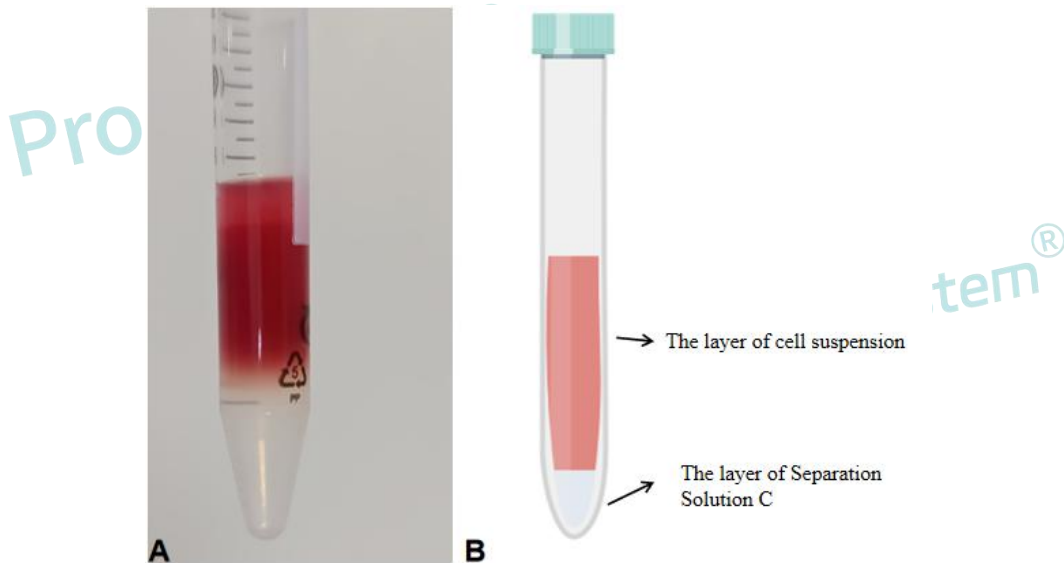 Pro
tem®
The layer of cell suspension
The layer of Separation
Solution C
5
PP
A
B